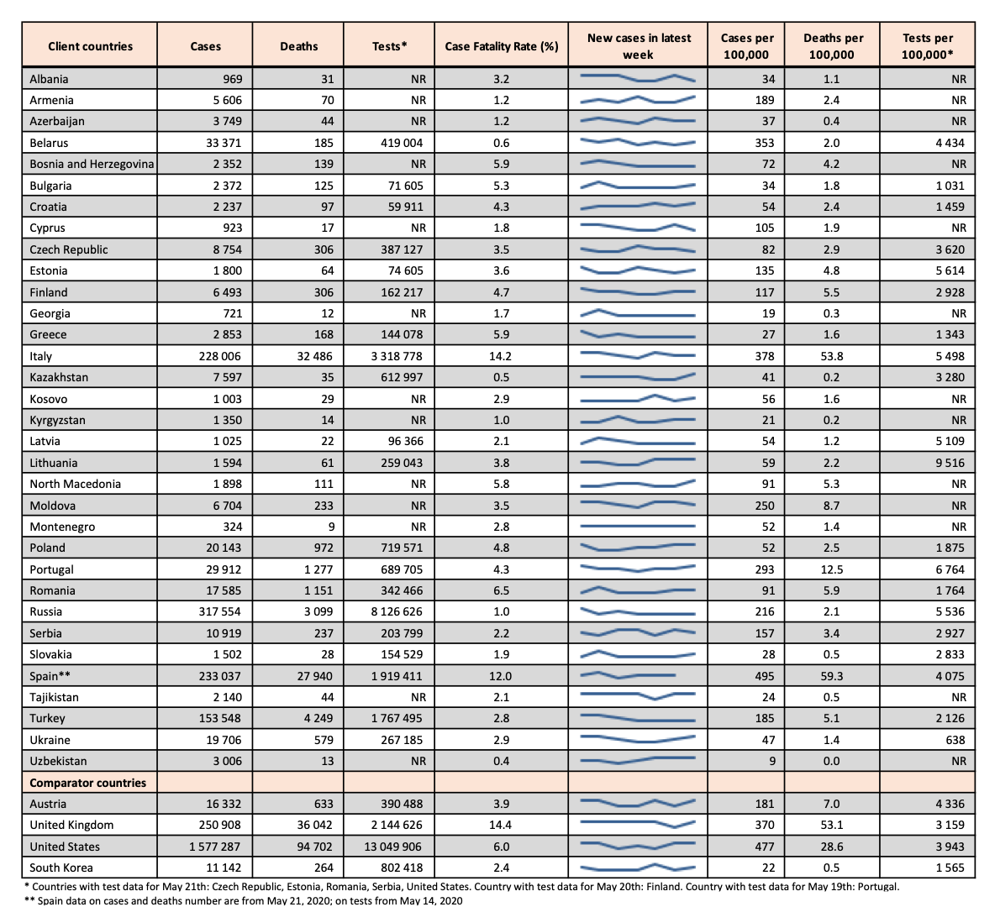 Client countries Cases Deaths Tests* Case Fatality Rate (%) New cases in latest week Cases per 100,000 Deaths per 100,000 Tests per 100,000*
Albania 969 31 NR 3.2 34 1.1 NR
Armenia 5 606 70 NR 1.2 189 2.4 NR
Azerbaijan 3 749 44 NR 1.2 37 0.4 NR
Belarus 33 371 185 419 004 0.6 353 2.0 4 434
Bosnia and Herzegovina 2 352 139 NR 5.9 72 4.2 NR
Bulgaria 2 372 125 71 605 5.3 34 1.8 1 031
Croatia 2 237 97 59 911 4.3 54 2.4 1 459
Cyprus 923 17 NR 1.8 105 1.9 NR
Czech Republic 8 754 306 387 127 3.5 82 2.9 3 620
Estonia 1 800 64 74 605 3.6 135 4.8 5 614
Finland 6 493 306 162 217 4.7 117 5.5 2 928
Georgia 721 12 NR 1.7 19 0.3 NR
Greece 2 853 168 144 078 5.9 27 1.6 1 343
Italy 228 006 32 486 3 318 778 14.2 378 53.8 5 498
Kazakhstan 7 597 35 612 997 0.5 41 0.2 3 280
Kosovo 1 003 29 NR 2.9 56 1.6 NR
Kyrgyzstan 1 350 14 NR 1.0 21 0.2 NR
Latvia 1 025 22 96 366 2.1 54 1.2 5 109
Lithuania 1 594 61 259 043 3.8 59 2.2 9 516
North Macedonia 1 898 111 NR 5.8 91 5.3 NR
Moldova 6 704 233 NR 3.5 250 8.7 NR
Montenegro 324 9 NR 2.8 52 1.4 NR
Poland 20 143 972 719 571 4.8 52 2.5 1 875
Portugal 29 912 1 277 689 705 4.3 293 12.5 6 764
Romania 17 585 1 151 342 466 6.5 91 5.9 1 764
Russia 317 554 3 099 8 126 626 1.0 216 2.1 5 536
Serbia 10 919 237 203 799 2.2 157 3.4 2 927
Slovakia 1 502 28 154 529 1.9 28 0.5 2 833
Spain** 233 037 27 940 1 919 411 12.0 495 59.3 4 075
Tajikistan 2 140 44 NR 2.1 24 0.5 NR
Turkey 153 548 4 249 1 767 495 2.8 185 5.1 2 126
Ukraine 19 706 579 267 185 2.9 47 1.4 638
Uzbekistan 3 006 13 NR 0.4 9 0.0 NR
Comparator countries
Austria 16 332 633 390 488 3.9 181 7.0 4 336
United Kingdom 250 908 36 042 2 144 626 14.4 370 53.1 3 159
United States 1 577 287 94 702 13 049 906 6.0 477 28.6 3 943
South Korea 11 142 264 802 418 2.4 22 0.5 1 565
* Countries with test data for May 21th: Czech Republic, Estonia, Romania, Serbia, United States. Country with test data for May 20th: Finland. Country with test data for May 19th: Portugal.
** Spain data on cases and deaths number are from May 21, 2020; on tests from May 14, 2020